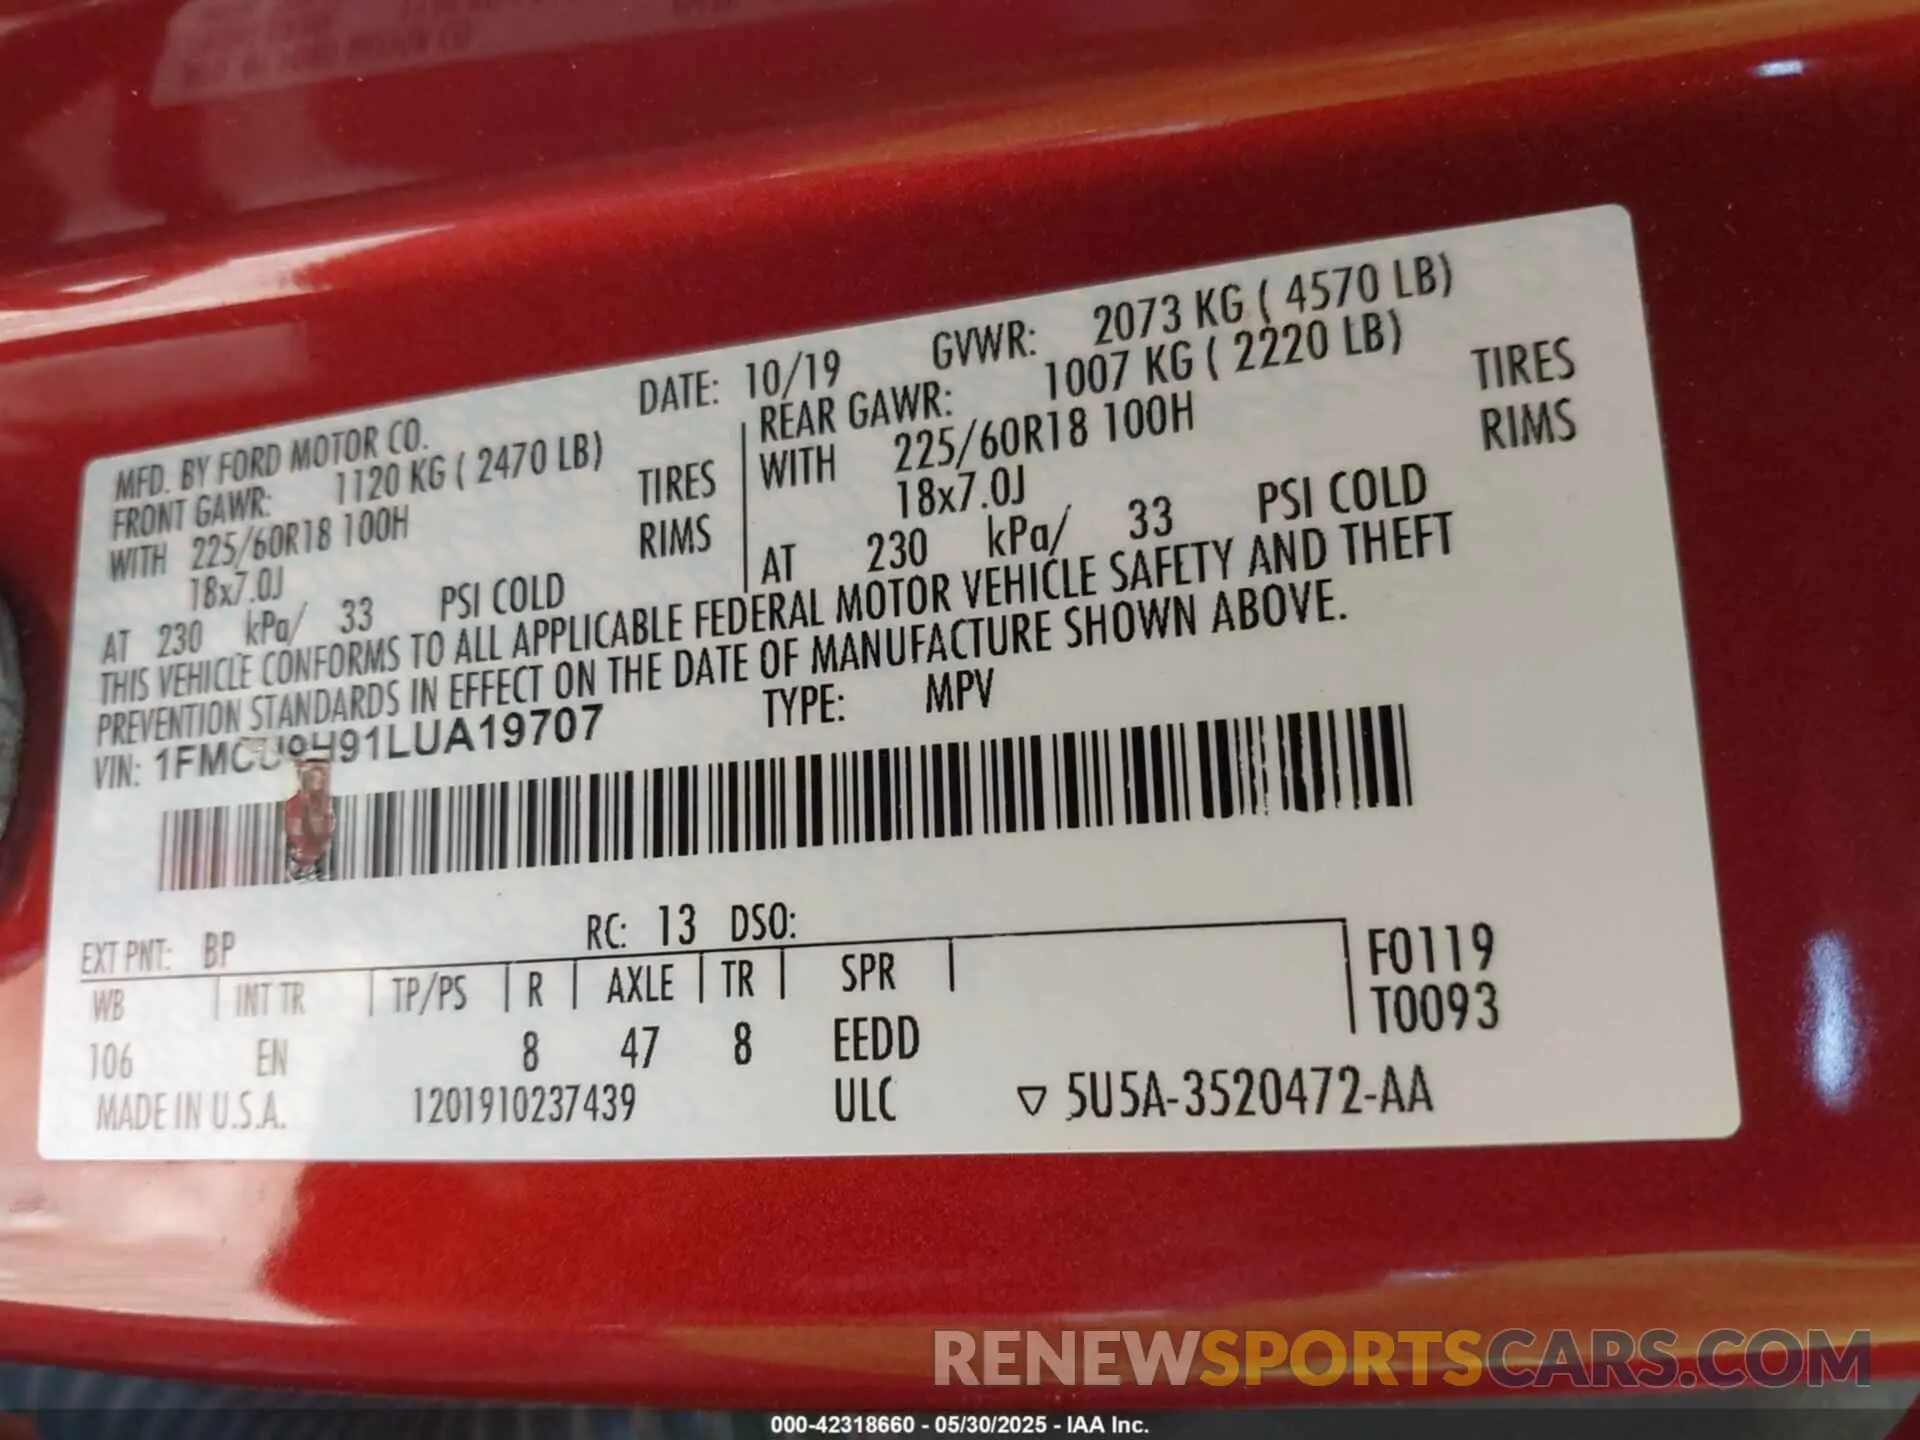 MFD. BY FORD MOTOR CO. DATE: 10/19 GVWR: 2073 KG ( 4570 LB)
FRONT GAWR: 1120 KG ( 2470 LB)
WITH 225/60R18 100H TIRES
18x7.0J RIMS
AT 230 kPa/ 33 PSI COLD
REAR GAWR: 1007 KG ( 2220 LB)
WITH 225/60R18 100H TIRES
18x7.0J RIMS
AT 230 kPa/ 33 PSI COLD
THIS VEHICLE CONFORMS TO ALL APPLICABLE FEDERAL MOTOR VEHICLE SAFETY AND THEFT
PREVENTION STANDARDS IN EFFECT ON THE DATE OF MANUFACTURE SHOWN ABOVE.
VIN: 1FMCU9H91LUA19707 TYPE: MPV
EXT PNT: BP RC: 13 DSO:
WB INT TR TP/PS R AXLE TR SPR F0119
T0093
106 EN 8 47 8 EEDD
MADE IN U.S.A. 1201910237439 ULC ▽ 5U5A-3520472-AA
RENEWSPORTSCARS.COM
000-42318660 - 05/30/2025 - IAA Inc.